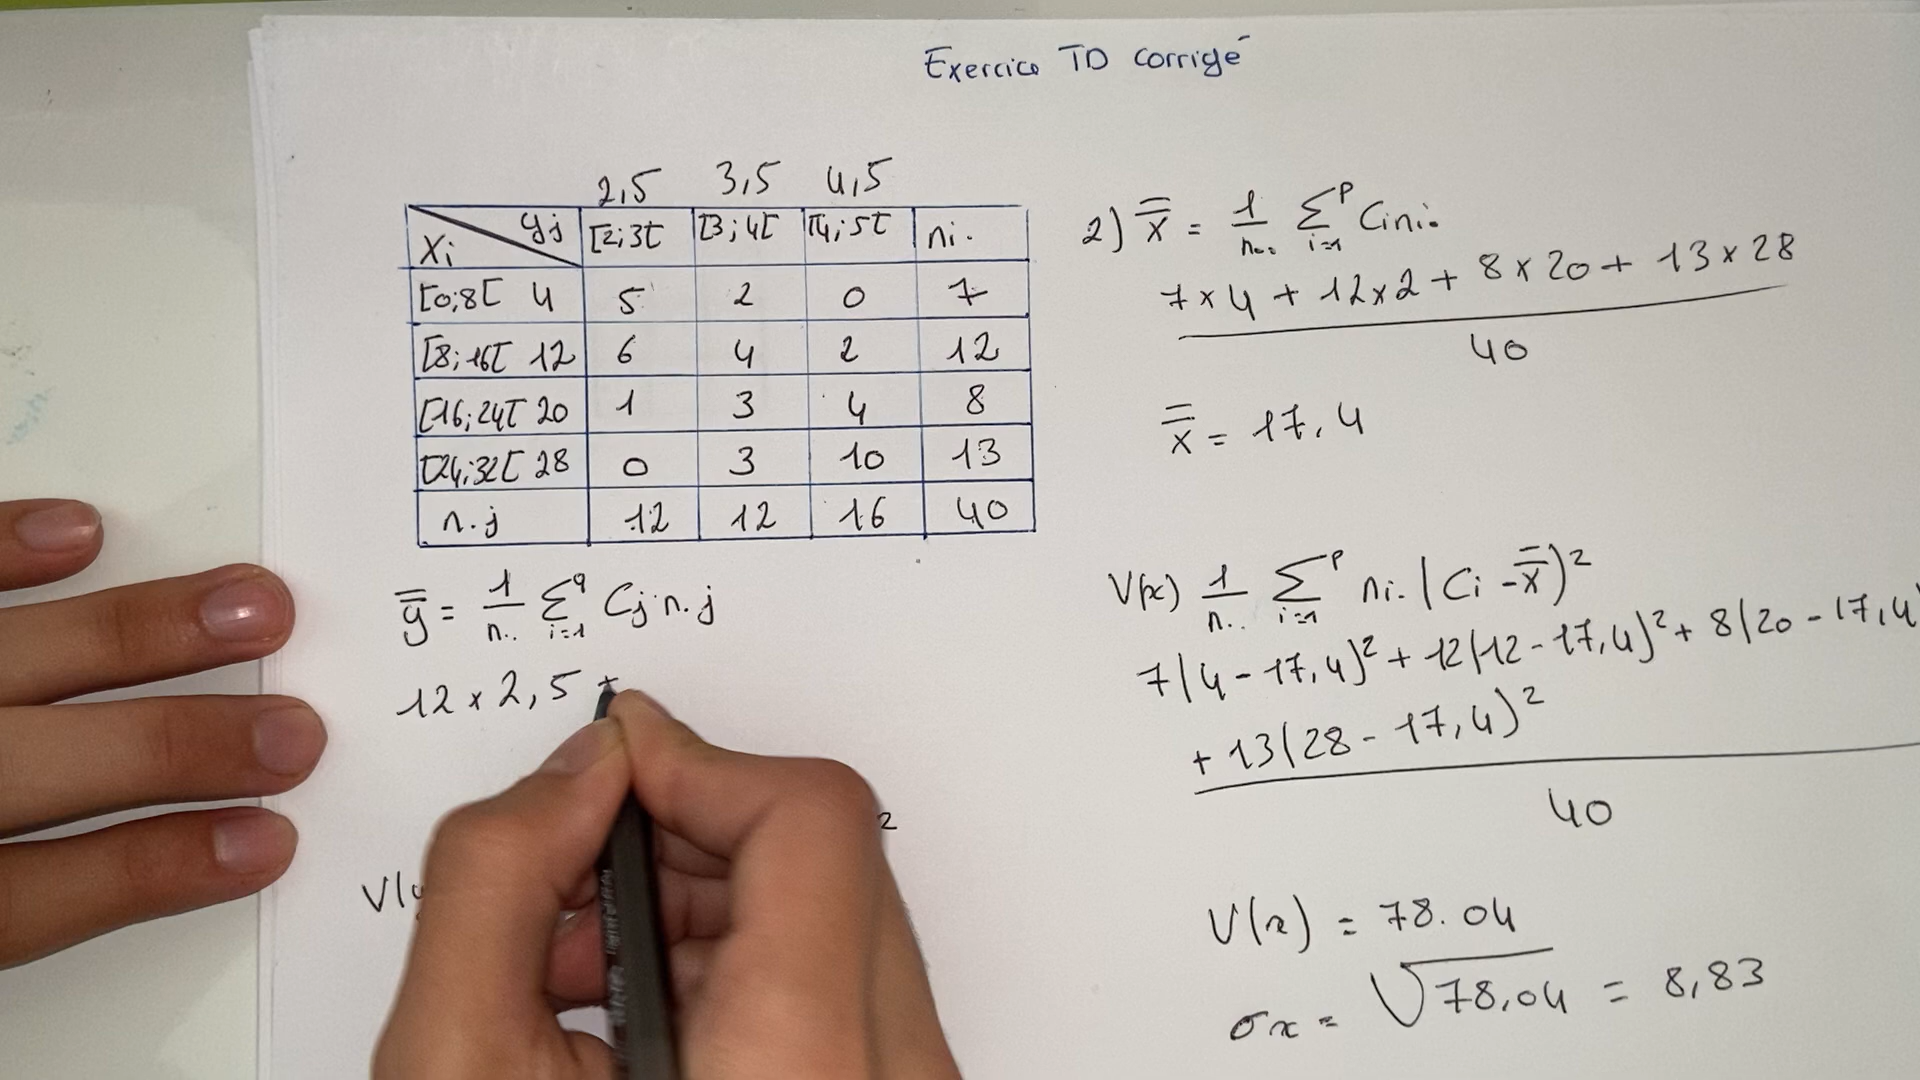 Exercice TD corrigé
2,5 3,5 4,5
Xi yj [2;3[ [3;4[ [4;5[ ni.
[0;8[ 4 5 2 0 7
[8;16[ 12 6 4 2 12
[16;24[ 20 1 3 4 8
[24;32[ 28 0 3 10 13
n.j 12 12 16 40
y̿ = 1/n.. Σ q i=1 Cj n.j
12 x 2,5 +
2
V(y
2) x̿ = 1/n.. Σ p i=1 Cini.
7 x 4 + 12 x 2 + 8 x 20 + 13 x 28
40
x̿ = 17,4
V(x) 1/n.. Σ p i=1 ni. (Ci - x̿)²
7(4 - 17,4)² + 12(12 - 17,4)² + 8(20 - 17,4)
+ 13(28 - 17,4)²
40
V(x) = 78.04
σx = √78,04 = 8,83